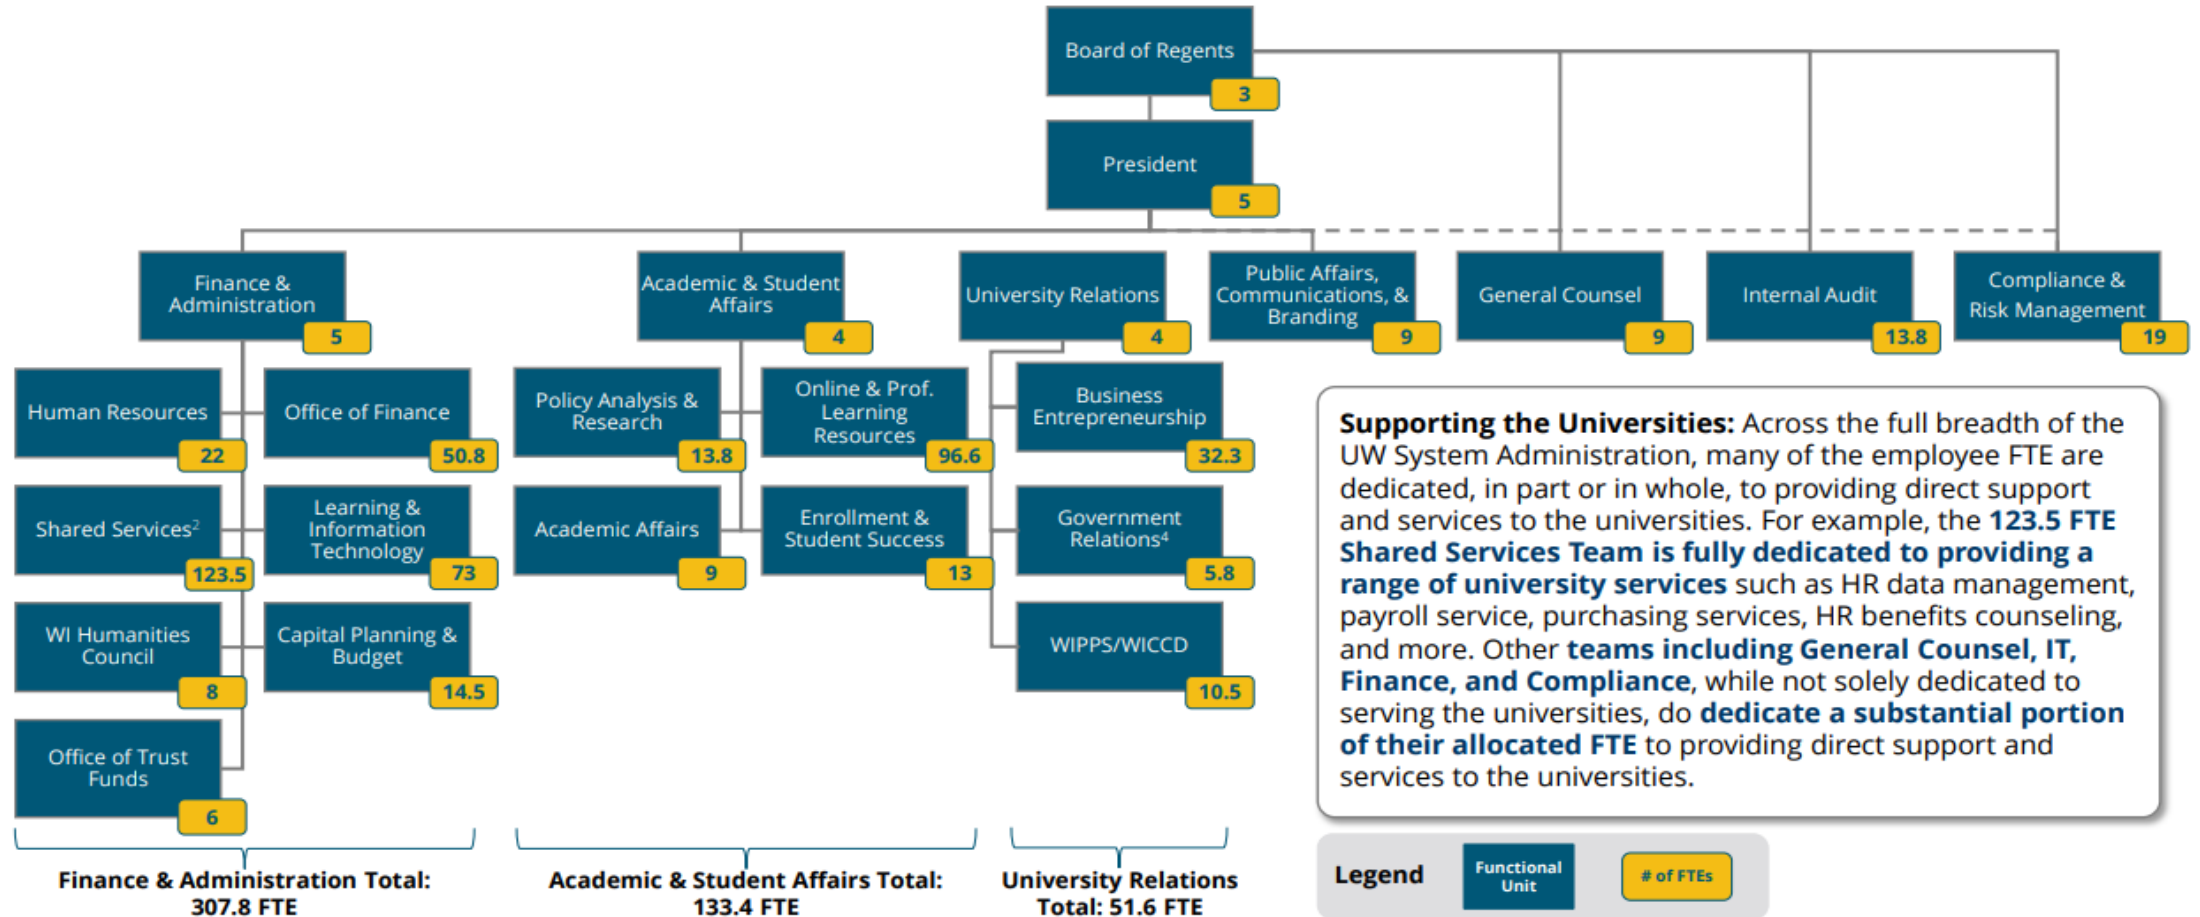 Board of Regents
3
President
5
Finance &
Administration
5
Academic & Student
Affairs
4
University Relations
4
Public Affairs,
Communications, &
Branding
9
General Counsel
9
Internal Audit
13.8
Compliance &
Risk Management
19
Human Resources
22
Office of Finance
50.8
Shared Services²
123.5
Learning &
Information
Technology
73
WI Humanities
Council
8
Capital Planning &
Budget
14.5
Office of Trust
Funds
6
Policy Analysis &
Research
13.8
Online & Prof.
Learning
Resources
96.6
Academic Affairs
9
Enrollment &
Student Success
13
Business
Entrepreneurship
32.3
Government
Relations⁴
5.8
WIPPS/WICCD
10.5
Supporting the Universities: Across the full breadth of the
UW System Administration, many of the employee FTE are
dedicated, in part or in whole, to providing direct support
and services to the universities. For example, the 123.5 FTE
Shared Services Team is fully dedicated to providing a
range of university services such as HR data management,
payroll service, purchasing services, HR benefits counseling,
and more. Other teams including General Counsel, IT,
Finance, and Compliance, while not solely dedicated to
serving the universities, do dedicate a substantial portion
of their allocated FTE to providing direct support and
services to the universities.
Finance & Administration Total:
307.8 FTE
Academic & Student Affairs Total:
133.4 FTE
University Relations
Total: 51.6 FTE
Legend
Functional
Unit
# of FTEs